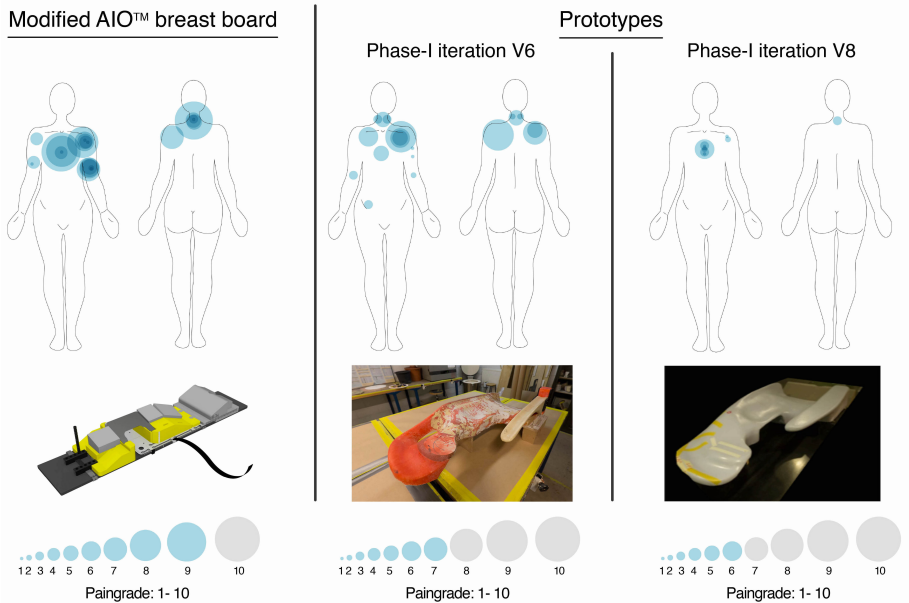 Modified AIO™ breast board
Prototypes
Phase-I iteration V6
Phase-I iteration V8
1 2 3 4 5 6 7 8 9 10
Paingrade: 1- 10
1 2 3 4 5 6 7 8 9 10
Paingrade: 1- 10
1 2 3 4 5 6 7 8 9 10
Paingrade: 1- 10